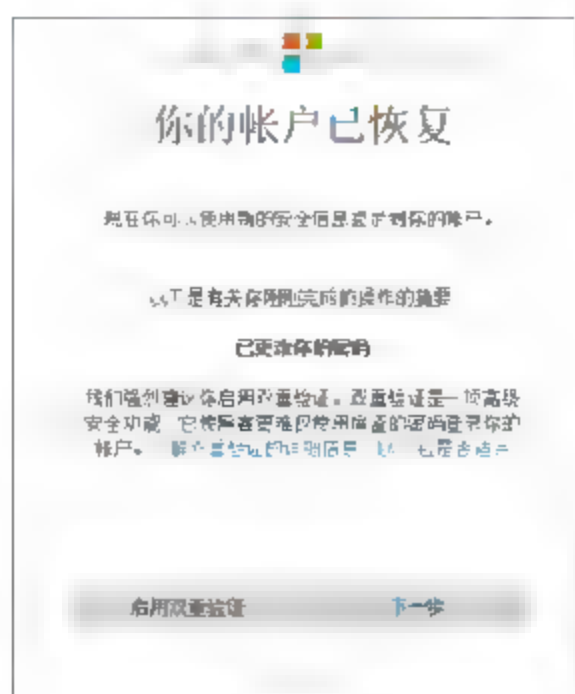 你的帐户已恢复
现在你可以使用新的安全信息登录到你的帐户。
以下是有关你刚刚完成的操作的摘要
已更改你的密码
我们强烈建议你启用双重验证。双重验证是一项高级
安全功能，它使黑客更难仅使用盗取的密码登录你的
帐户。
启用双重验证
下一步